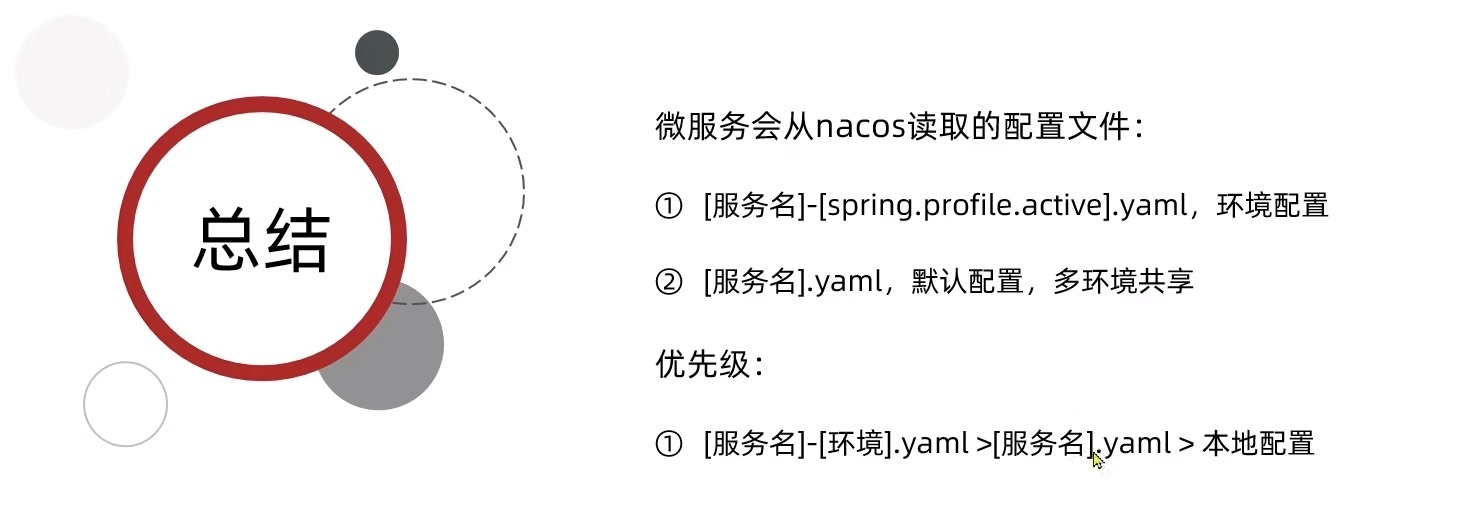 总结
微服务会从nacos读取的配置文件：
① [服务名]-[spring.profile.active].yaml，环境配置
② [服务名].yaml，默认配置，多环境共享
优先级：
① [服务名]-[环境].yaml >[服务名].yaml > 本地配置